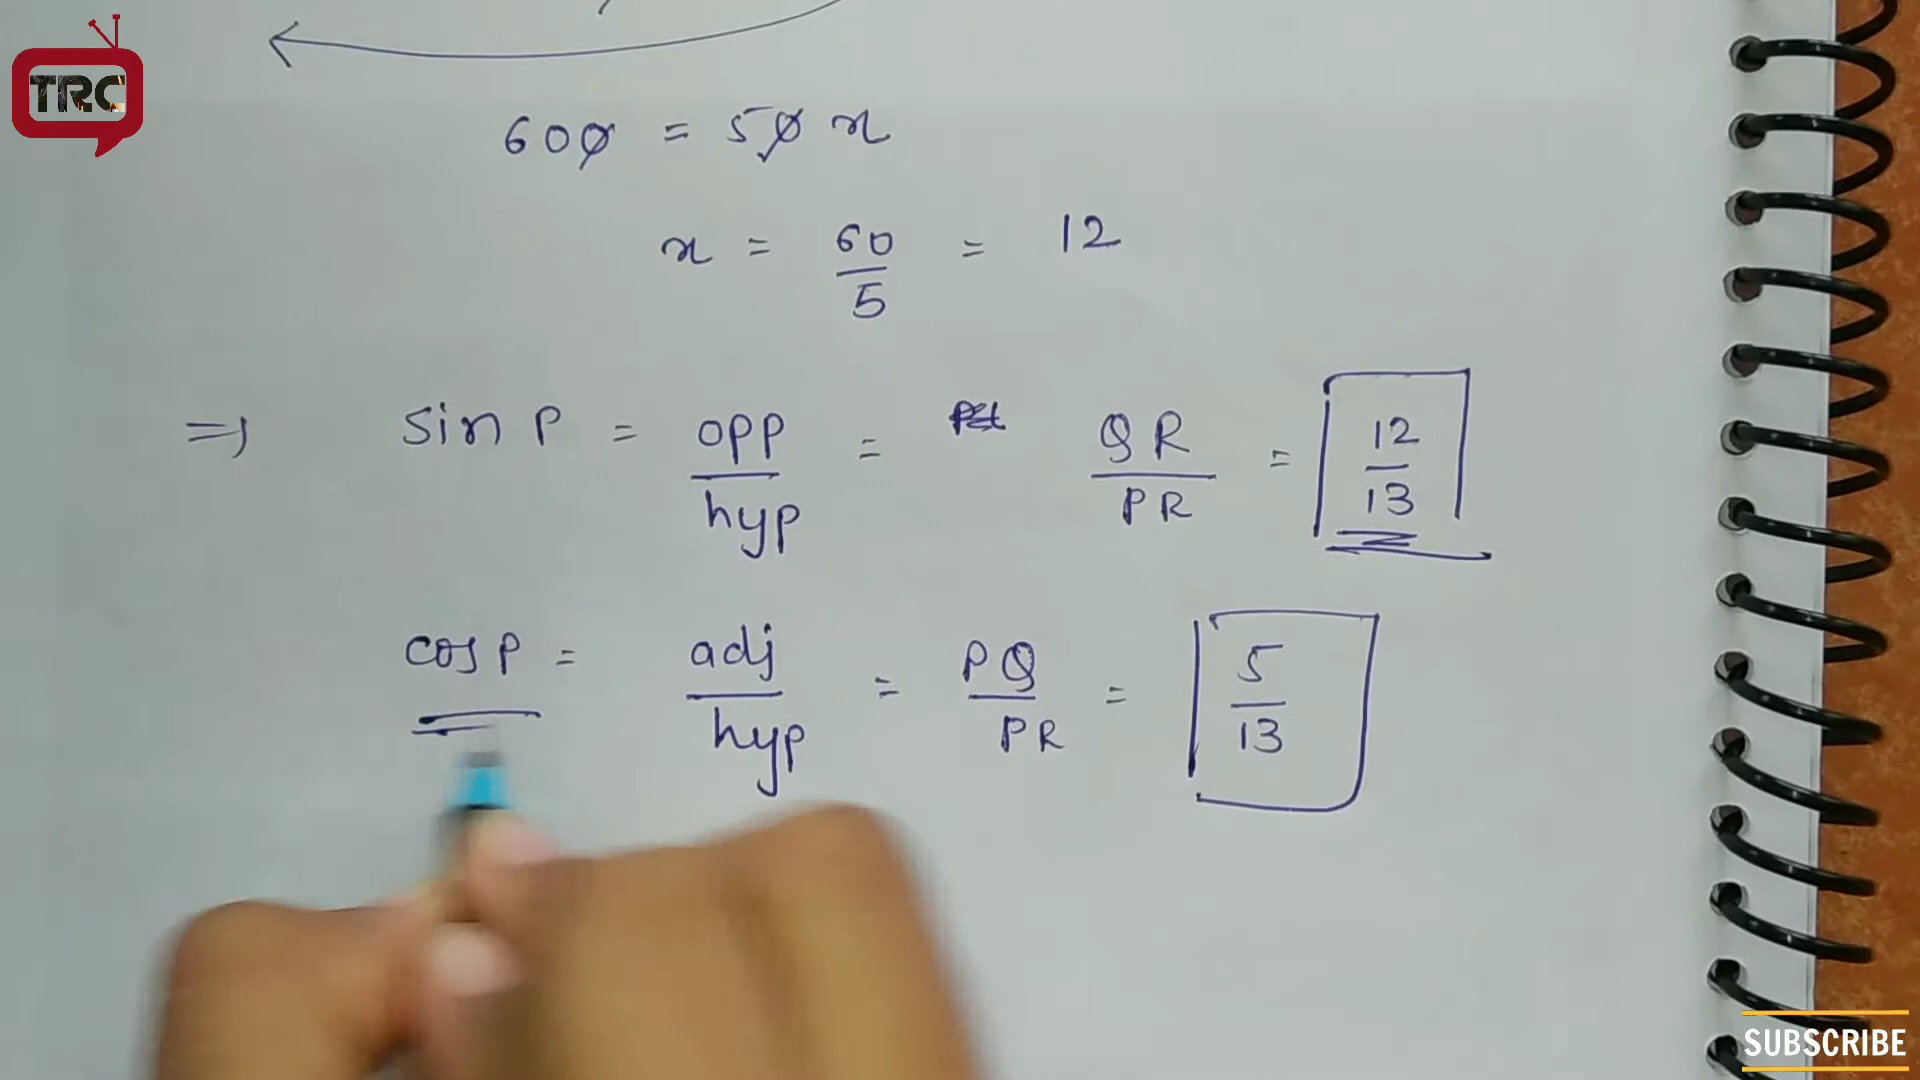 TRC
600 = 50 x
x = 60/5 = 12
⇒ sin P = opp/hyp = QR/PR = 12/13
cos P = adj/hyp = PQ/PR = 5/13
SUBSCRIBE